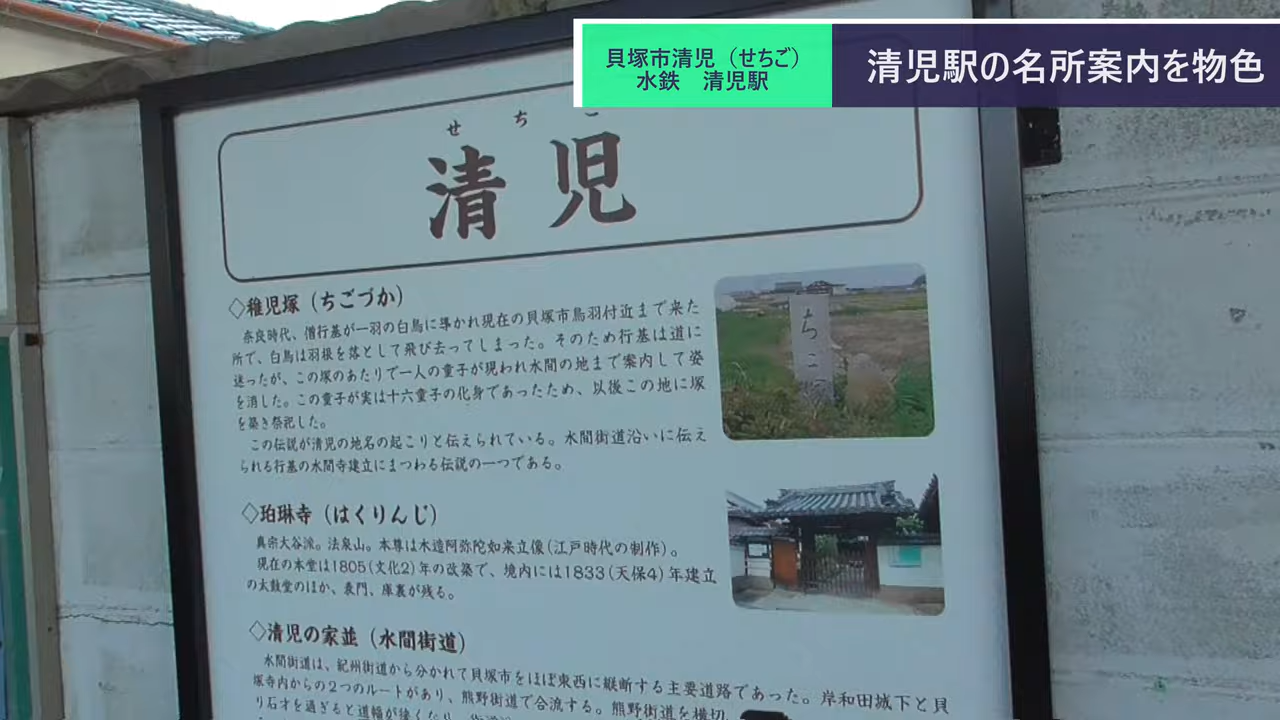 貝塚市清児（せちご）
水鉄　清児駅
清児駅の名所案内を物色
せちご
清児
◇稚児塚（ちごづか）
奈良時代、僧行基が一羽の白鳥に導かれ現在の貝塚市鳥羽付近まで来た
所で、白鳥は羽根を落として飛び去ってしまった。そのため行基は道に
迷ったが、この塚のあたりで一人の童子が現われ水間の地まで案内して姿
を消した。この童子が実は十六童子の化身であったため、以後この地に塚
を築き祭祀した。
この伝説が清児の地名の起こりと伝えられている。水間街道沿いに伝え
られる行基の水間寺建立にまつわる伝説の一つである。
ちこ塚
◇珀琳寺（はくりんじ）
真宗大谷派。法泉山。本尊は木造阿弥陀如来立像（江戸時代の制作）。
現在の本堂は1805（文化2）年の改築で、境内には1833（天保4）年建立
の太鼓堂のほか、表門、庫裏が残る。
◇清児の家並（水間街道）
水間街道は、紀州街道から分かれて貝塚市をほぼ東西に縦断する主要道路であった。岸和田城下と貝
塚寺内からの2つのルートがあり、熊野街道で合流する。熊野街道を横切
り石才を過ぎると道幅が狭くなり、街道